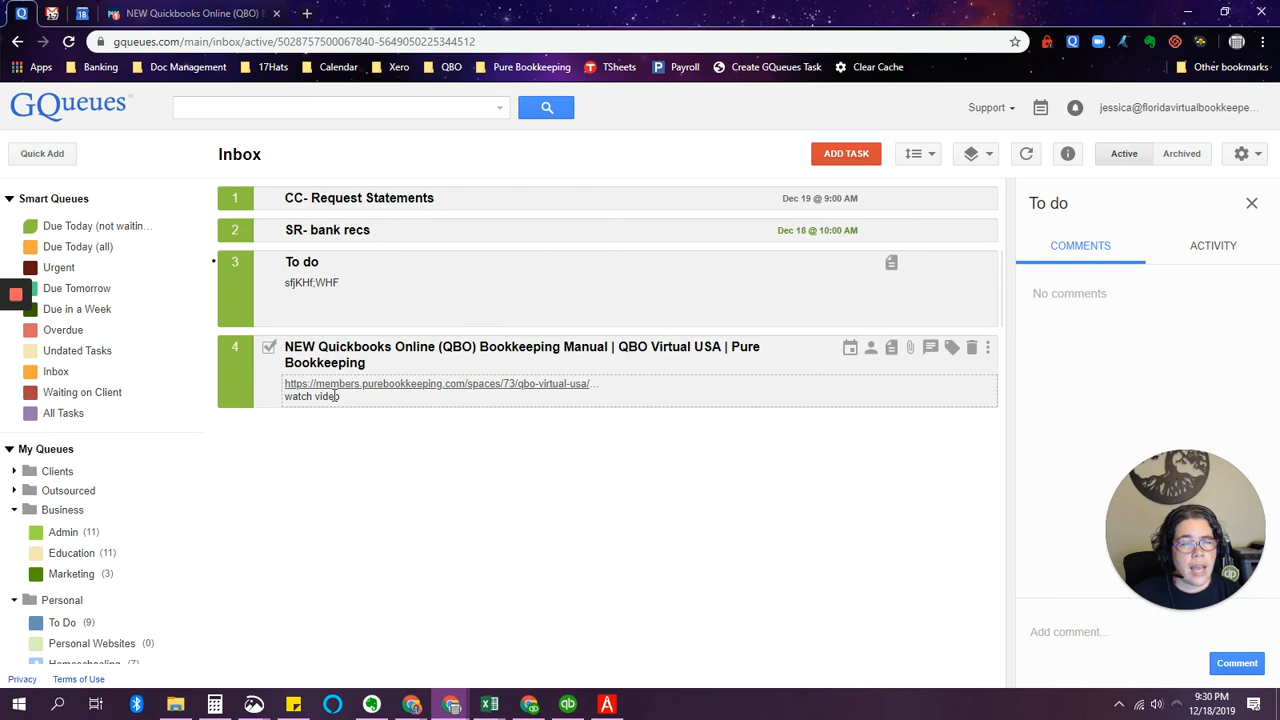 NEW Quickbooks Online (QBO) B
gqueues.com/main/inbox/active/5028757500067840-5649050225344512
Apps
Banking
Doc Management
17Hats
Calendar
Xero
QBO
Pure Bookkeeping
TSheets
Payroll
Create GQueues Task
Clear Cache
Other bookmarks
GQueues
Support
jessica@floridavirtualbookkeepe...
Quick Add
Inbox
ADD TASK
Active
Archived
Smart Queues
Due Today (not waitin...
Due Today (all)
Urgent
Due Tomorrow
Due in a Week
Overdue
Undated Tasks
Inbox
Waiting on Client
All Tasks
My Queues
Clients
Outsourced
Business
Admin (11)
Education (11)
Marketing (3)
Personal
To Do (9)
Personal Websites (0)
Homeschooling (7)
Privacy
Terms of Use
1 CC- Request Statements Dec 19 @ 9:00 AM
2 SR- bank recs Dec 18 @ 10:00 AM
3 To do
sfjKHf;WHF
4 NEW Quickbooks Online (QBO) Bookkeeping Manual | QBO Virtual USA | Pure
Bookkeeping
https://members.purebookkeeping.com/spaces/73/qbo-virtual-usa/...
watch video
To do
COMMENTS
ACTIVITY
No comments
Add comment...
Comment
9:30 PM
12/18/2019